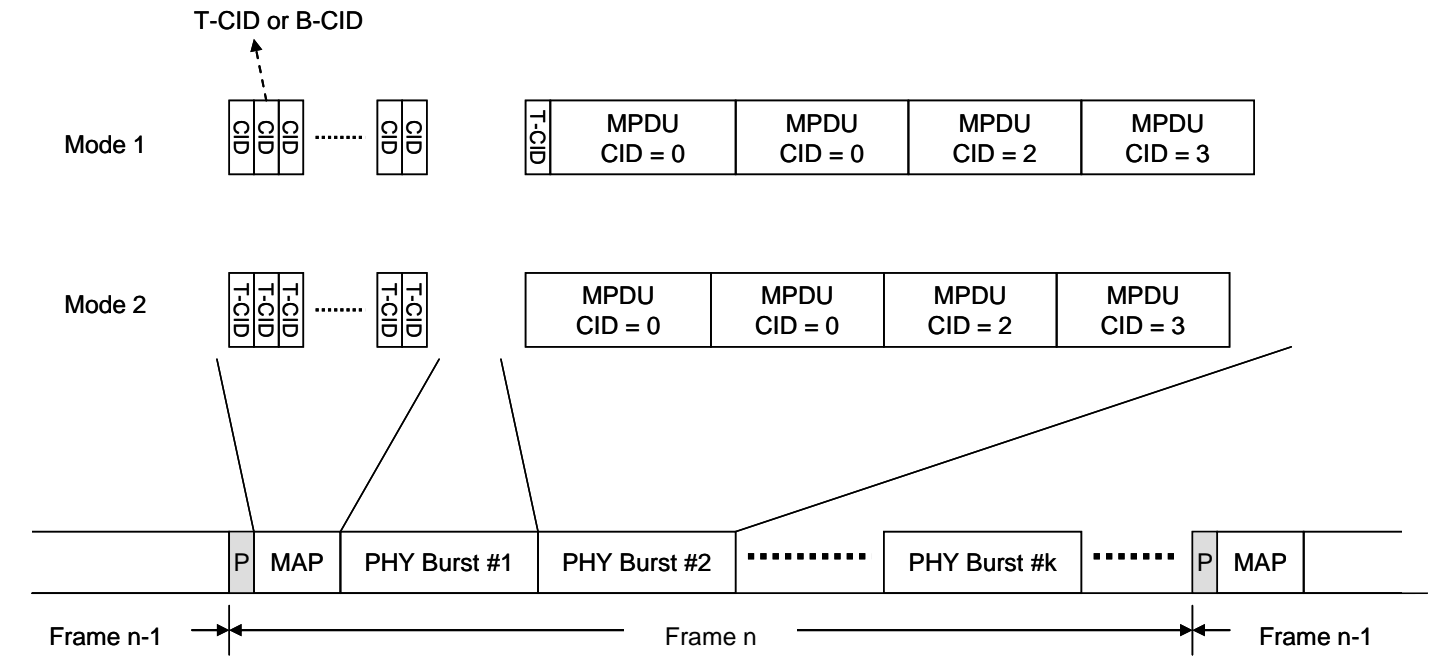 T-CID or B-CID
Mode 1
CID CID CID CID CID
T-CID
MPDU CID = 0
MPDU CID = 0
MPDU CID = 2
MPDU CID = 3
Mode 2
T-CID T-CID T-CID T-CID T-CID
MPDU CID = 0
MPDU CID = 0
MPDU CID = 2
MPDU CID = 3
P MAP PHY Burst #1 PHY Burst #2 PHY Burst #k P MAP
Frame n-1 Frame n Frame n-1